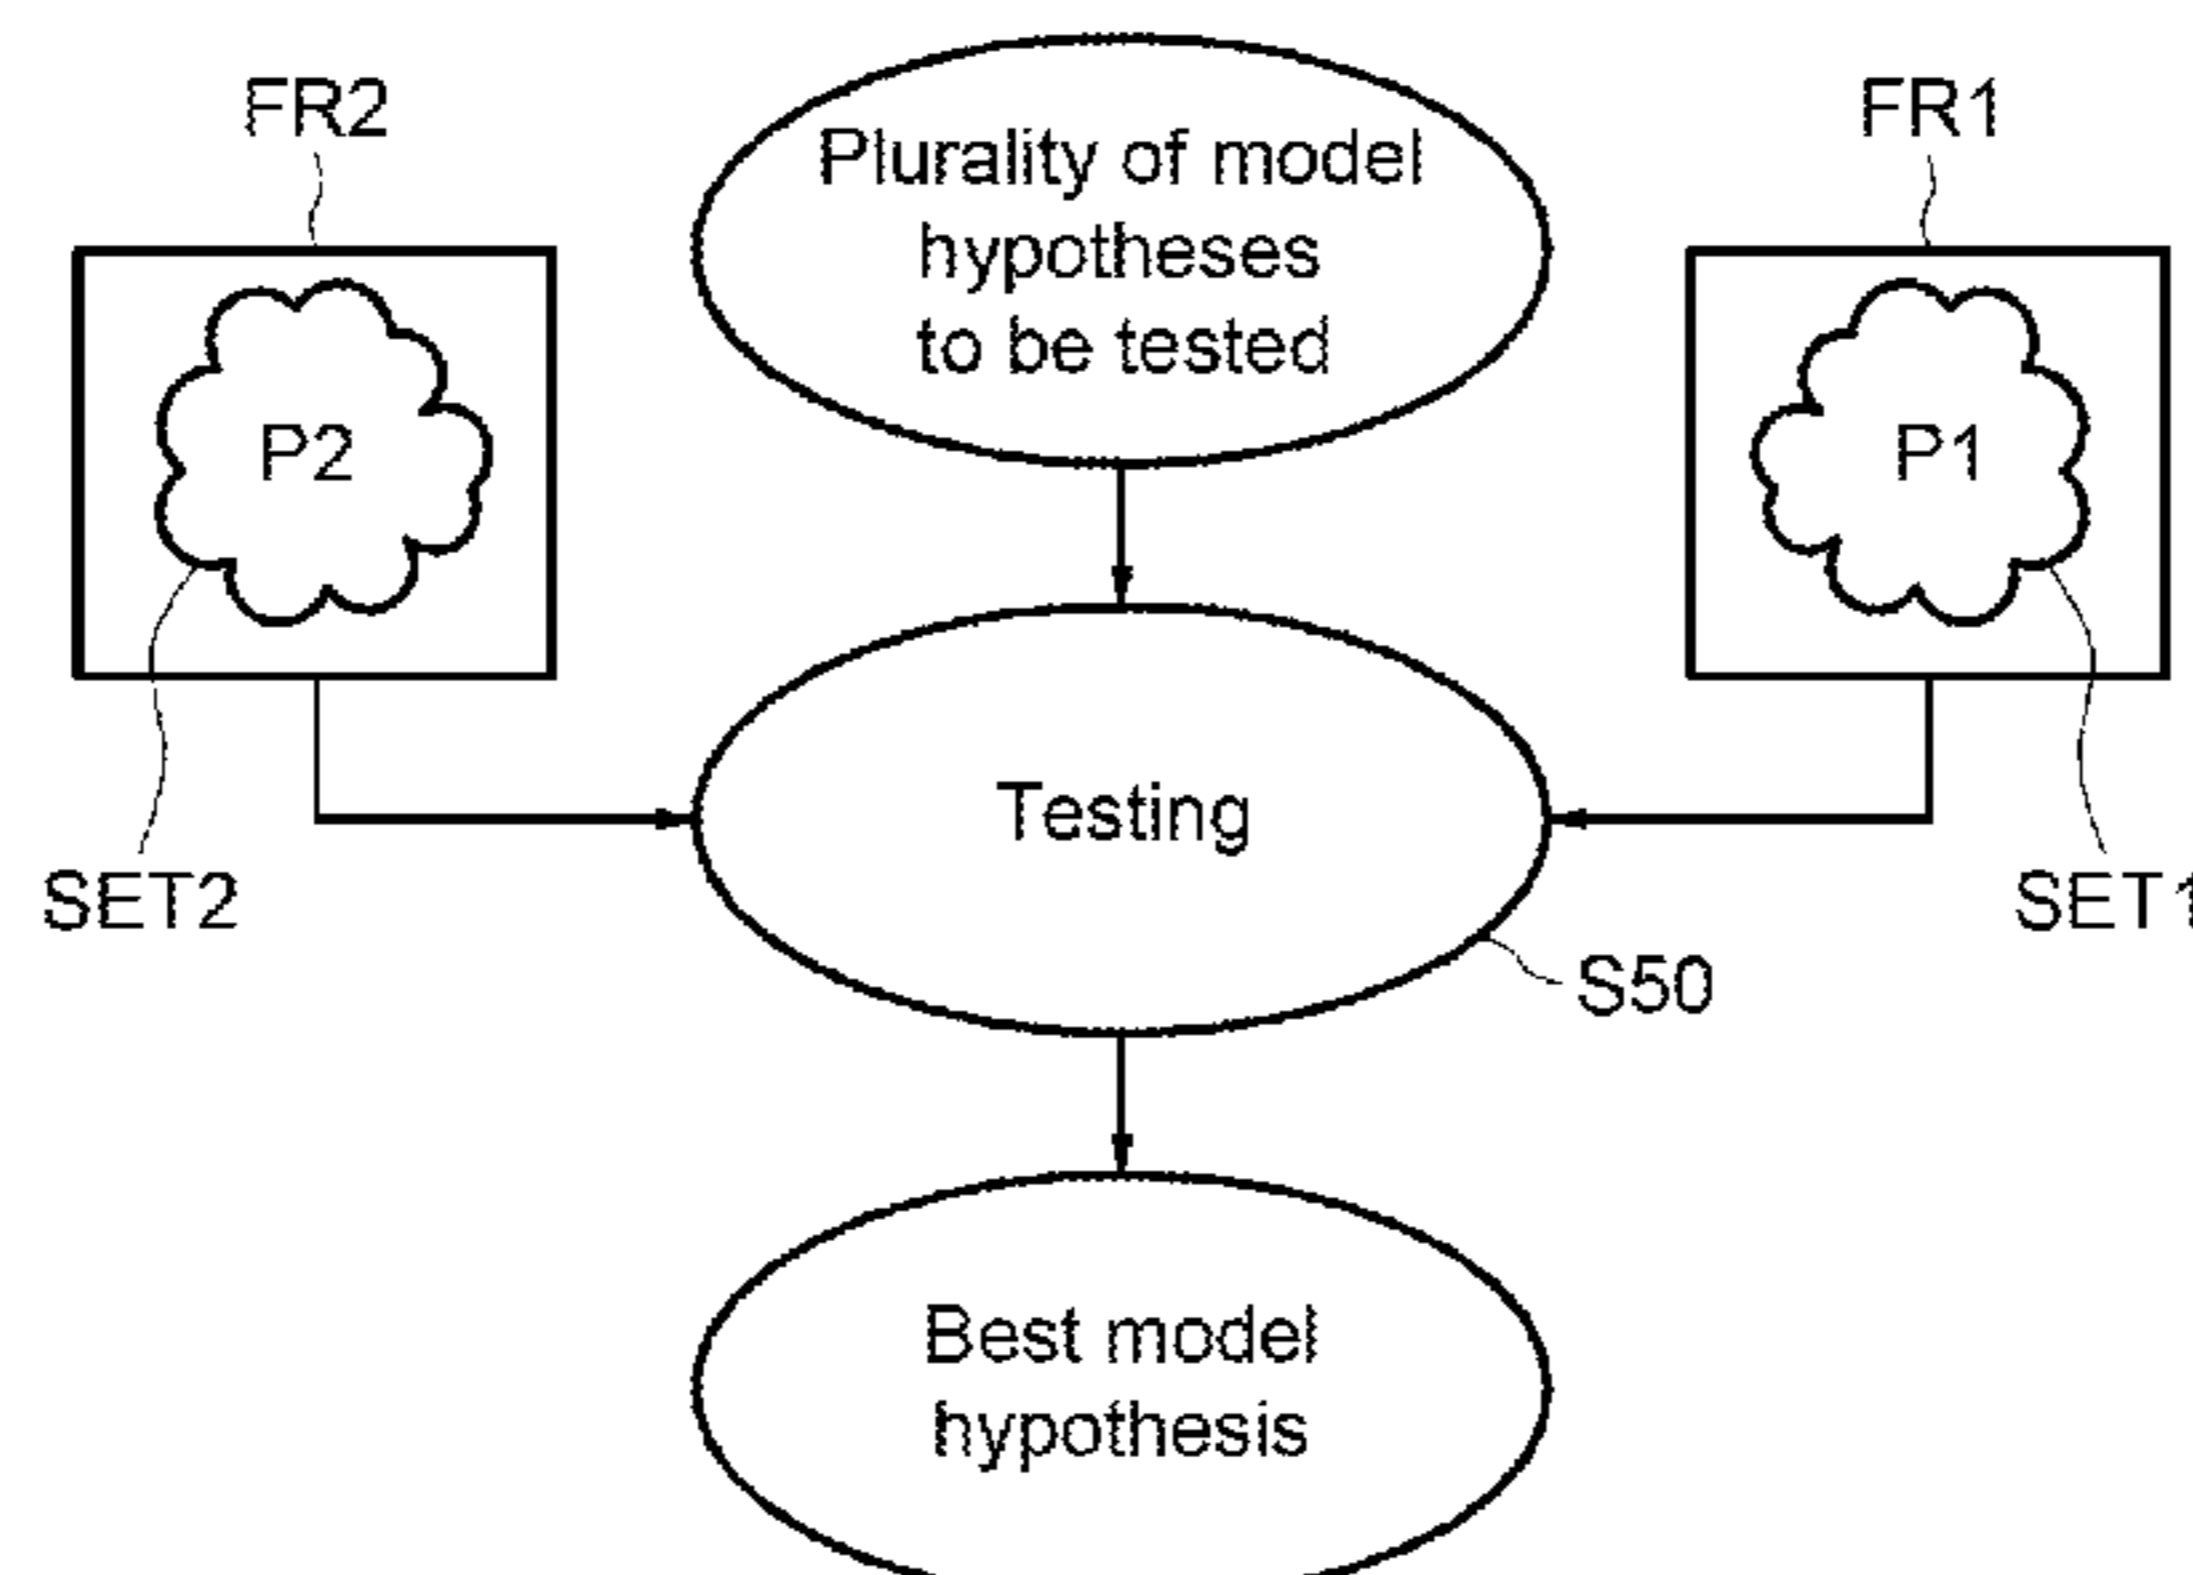 FR2
FR1
Plurality of model
hypotheses
to be tested
P2
P1
Testing
SET2
SET1
S50
Best model
hypothesis